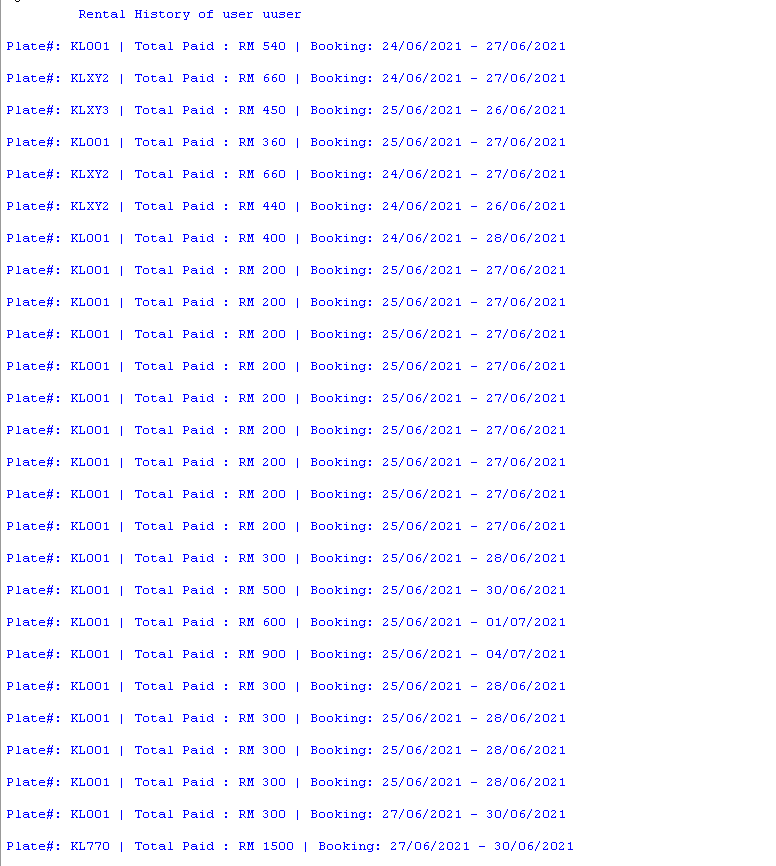 Rental History of user uuser
Plate#: KL001 | Total Paid : RM 540 | Booking: 24/06/2021 - 27/06/2021
Plate#: KLXY2 | Total Paid : RM 660 | Booking: 24/06/2021 - 27/06/2021
Plate#: KLXY3 | Total Paid : RM 450 | Booking: 25/06/2021 - 26/06/2021
Plate#: KL001 | Total Paid : RM 360 | Booking: 25/06/2021 - 27/06/2021
Plate#: KLXY2 | Total Paid : RM 660 | Booking: 24/06/2021 - 27/06/2021
Plate#: KLXY2 | Total Paid : RM 440 | Booking: 24/06/2021 - 26/06/2021
Plate#: KL001 | Total Paid : RM 400 | Booking: 24/06/2021 - 28/06/2021
Plate#: KL001 | Total Paid : RM 200 | Booking: 25/06/2021 - 27/06/2021
Plate#: KL001 | Total Paid : RM 200 | Booking: 25/06/2021 - 27/06/2021
Plate#: KL001 | Total Paid : RM 200 | Booking: 25/06/2021 - 27/06/2021
Plate#: KL001 | Total Paid : RM 200 | Booking: 25/06/2021 - 27/06/2021
Plate#: KL001 | Total Paid : RM 200 | Booking: 25/06/2021 - 27/06/2021
Plate#: KL001 | Total Paid : RM 200 | Booking: 25/06/2021 - 27/06/2021
Plate#: KL001 | Total Paid : RM 200 | Booking: 25/06/2021 - 27/06/2021
Plate#: KL001 | Total Paid : RM 200 | Booking: 25/06/2021 - 27/06/2021
Plate#: KL001 | Total Paid : RM 200 | Booking: 25/06/2021 - 27/06/2021
Plate#: KL001 | Total Paid : RM 300 | Booking: 25/06/2021 - 28/06/2021
Plate#: KL001 | Total Paid : RM 500 | Booking: 25/06/2021 - 30/06/2021
Plate#: KL001 | Total Paid : RM 600 | Booking: 25/06/2021 - 01/07/2021
Plate#: KL001 | Total Paid : RM 900 | Booking: 25/06/2021 - 04/07/2021
Plate#: KL001 | Total Paid : RM 300 | Booking: 25/06/2021 - 28/06/2021
Plate#: KL001 | Total Paid : RM 300 | Booking: 25/06/2021 - 28/06/2021
Plate#: KL001 | Total Paid : RM 300 | Booking: 25/06/2021 - 28/06/2021
Plate#: KL001 | Total Paid : RM 300 | Booking: 25/06/2021 - 28/06/2021
Plate#: KL001 | Total Paid : RM 300 | Booking: 27/06/2021 - 30/06/2021
Plate#: KL770 | Total Paid : RM 1500 | Booking: 27/06/2021 - 30/06/2021